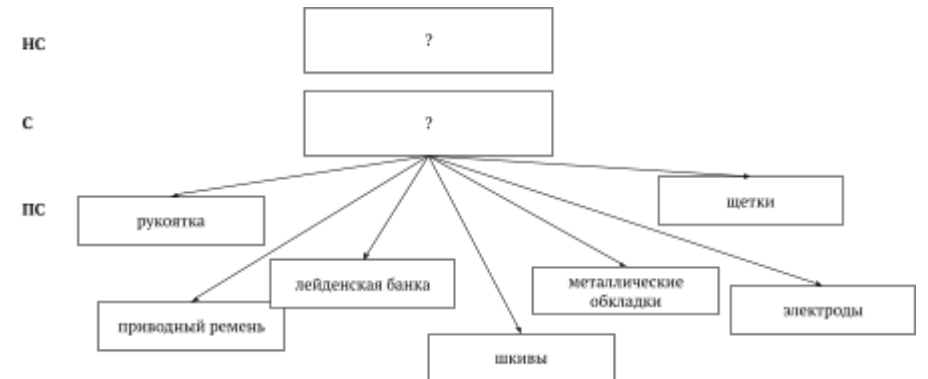 НС
?
С
?
ПС
рукоятка
щетки
лейденская банка
металлические
обкладки
приводный ремень
электроды
шкивы